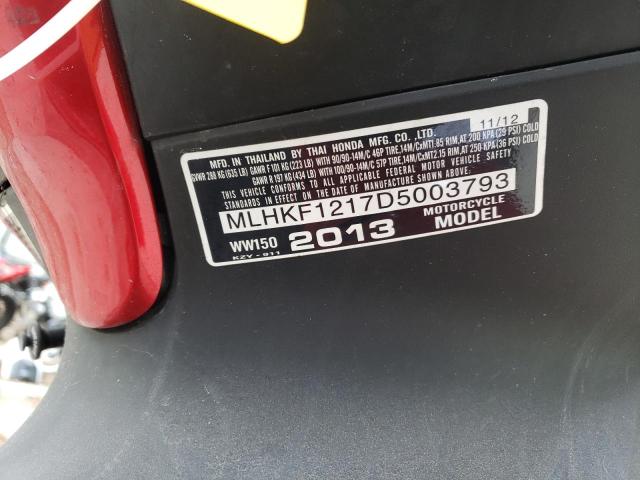 MFD. IN THAILAND BY THAI HONDA MFG. CO.,LTD. 11/12
GVWR 288 KG (635 LB) GAWR F 101 KG (223 LB) WITH 90/90-14M/C 46P TIRE,14M/CxMT1.85 RIM,AT 200 KPA (29 PSI) COLD
GAWR R 197 KG (434 LB) WITH 100/90-14M/C 57P TIRE,14M/CxMT2.15 RIM,AT 250 KPA (36 PSI) COLD
THIS VEHICLE CONFORMS TO ALL APPLICABLE FEDERAL MOTOR VEHICLE SAFETY
STANDARDS IN EFFECT ON THE DATE OF MANUFACTURE SHOWN ABOVE.
MLHKF1217D5003793
WW150 2013 MOTORCYCLE
KZY - 911 MODEL